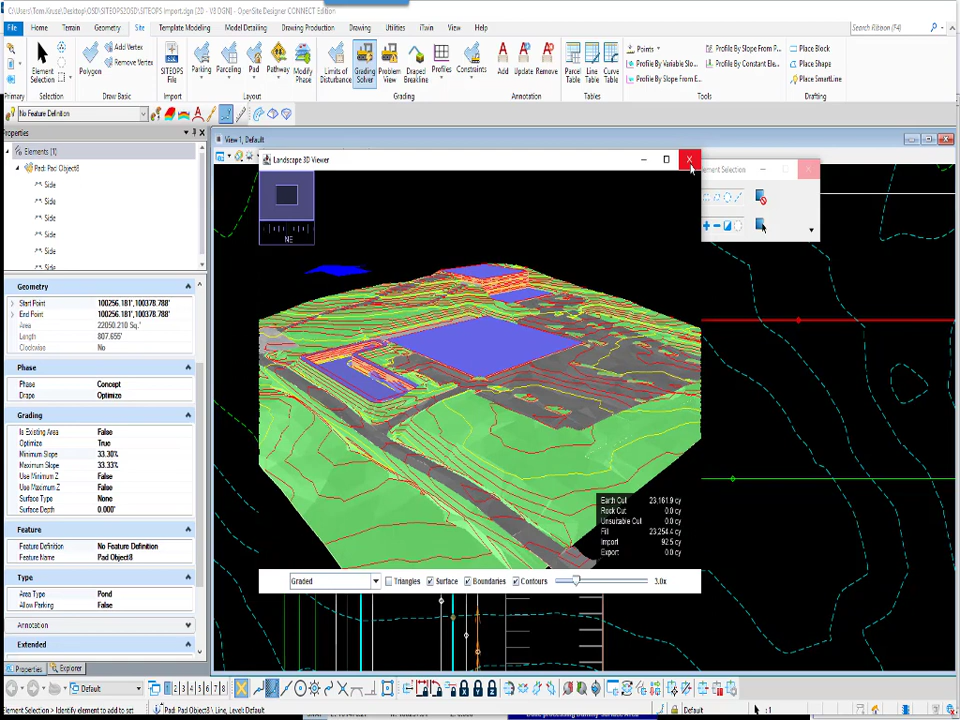 C:\Users\Tom.Kruse\Desktop\OSD\SITEOPS2OSD\SITEOPS Import.dgn [2D - V8 DGN] - OpenSite Designer CONNECT Edition
File Home Terrain Geometry Site Template Modeling Model Detailing Drawing Production Drawing Utilities iTwin View Help
Search Ribbon (F4)
Element Selection
Polygon
Add Vertex
Remove Vertex
SITEOPS File
Parking
Parceling
Pad
Pathway
Modify Phase
Limits of Disturbance
Grading Solver
Problem View
Draped Breakline
Profiles
Constraints
Add
Update
Remove
Parcel Table
Line Table
Curve Table
Points
Profile By Variable Slo...
Profile By Slope From E...
Profile By Slope From P...
Profile By Constant Ele...
Place Block
Place Shape
Place SmartLine
Primary Selection Draw Basic Import Layout Grading Annotation Tables Tools Drafting
No Feature Definition
Properties
View 1, Default
Elements (1)
Pad: Pad Object8
Side
Side
Side
Side
Side
Side
Side
Geometry
Start Point 100256.181',100378.788'
End Point 100256.181',100378.788'
Area 22050.210 Sq.'
Length 807.655'
Clockwise No
Phase
Phase Concept
Drape Optimize
Grading
Is Existing Area False
Optimize True
Minimum Slope 33.30%
Maximum Slope 33.33%
Use Minimum Z False
Use Maximum Z False
Surface Type None
Surface Depth 0.000'
Feature
Feature Definition No Feature Definition
Feature Name Pad Object8
Type
Area Type Pond
Allow Parking False
Annotation
Extended
Properties Explorer
Landscape 3D Viewer
NE
Earth Cut 23,161.9 cy
Rock Cut 0.0 cy
Unsuitable Cut 0.0 cy
Fill 23,254.4 cy
Import 92.5 cy
Export 0.0 cy
Graded Triangles Surface Boundaries Contours 3.0x
lement Selection
Default 1 2 3 4 5 6 7 8
X Y Z
Element Selection > Identify element to add to set
Pad: Pad Object8 \ Line, Level: Default
Default
:1